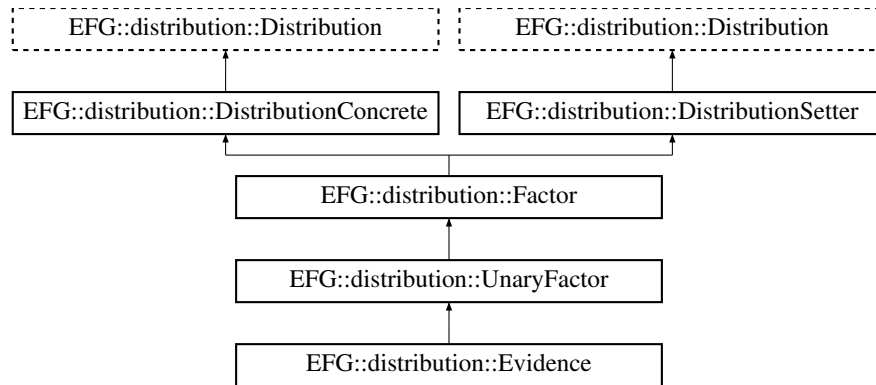 EFG::distribution::Distribution
EFG::distribution::Distribution
EFG::distribution::DistributionConcrete
EFG::distribution::DistributionSetter
EFG::distribution::Factor
EFG::distribution::UnaryFactor
EFG::distribution::Evidence